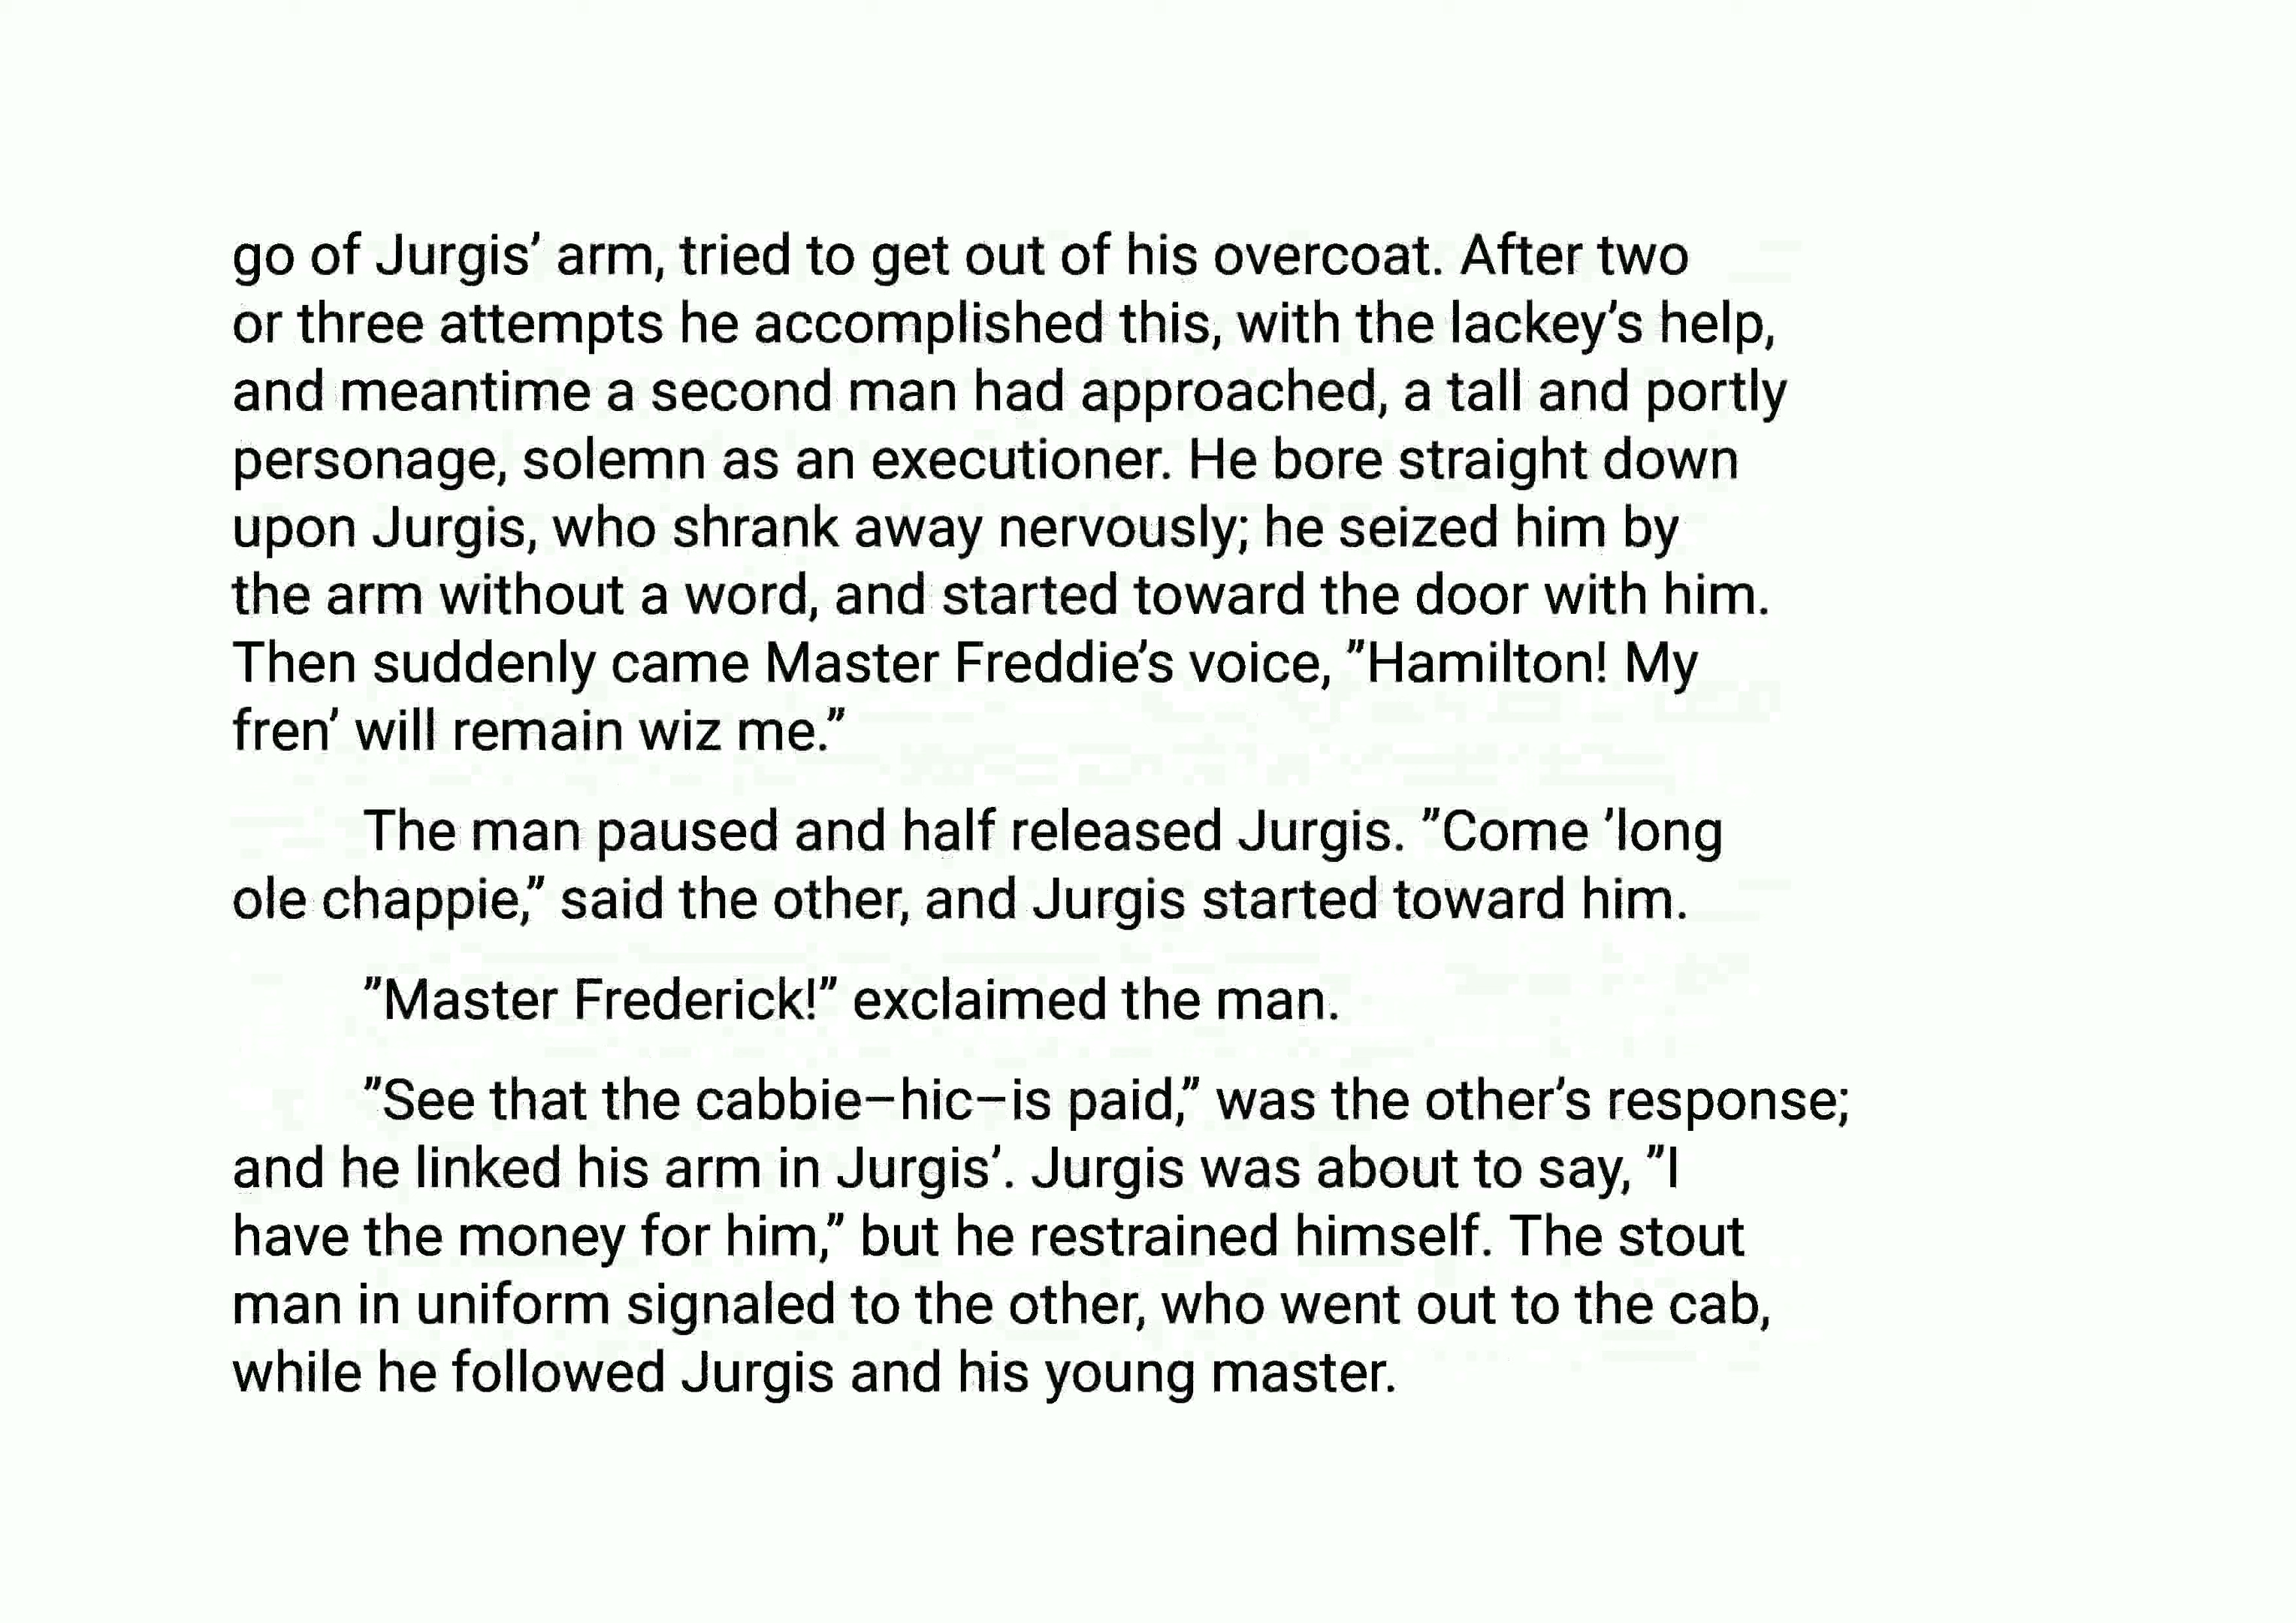 go of Jurgis’ arm, tried to get out of his overcoat. After two
or three attempts he accomplished this, with the lackey’s help,
and meantime a second man had approached, a tall and portly
personage, solemn as an executioner. He bore straight down
upon Jurgis, who shrank away nervously; he seized him by
the arm without a word, and started toward the door with him.
Then suddenly came Master Freddie’s voice, ”Hamilton! My
fren’ will remain wiz me.”
The man paused and half released Jurgis. ”Come ’long
ole chappie,” said the other, and Jurgis started toward him.
”Master Frederick!” exclaimed the man.
”See that the cabbie–hic–is paid,” was the other’s response;
and he linked his arm in Jurgis’. Jurgis was about to say, ”I
have the money for him,” but he restrained himself. The stout
man in uniform signaled to the other, who went out to the cab,
while he followed Jurgis and his young master.